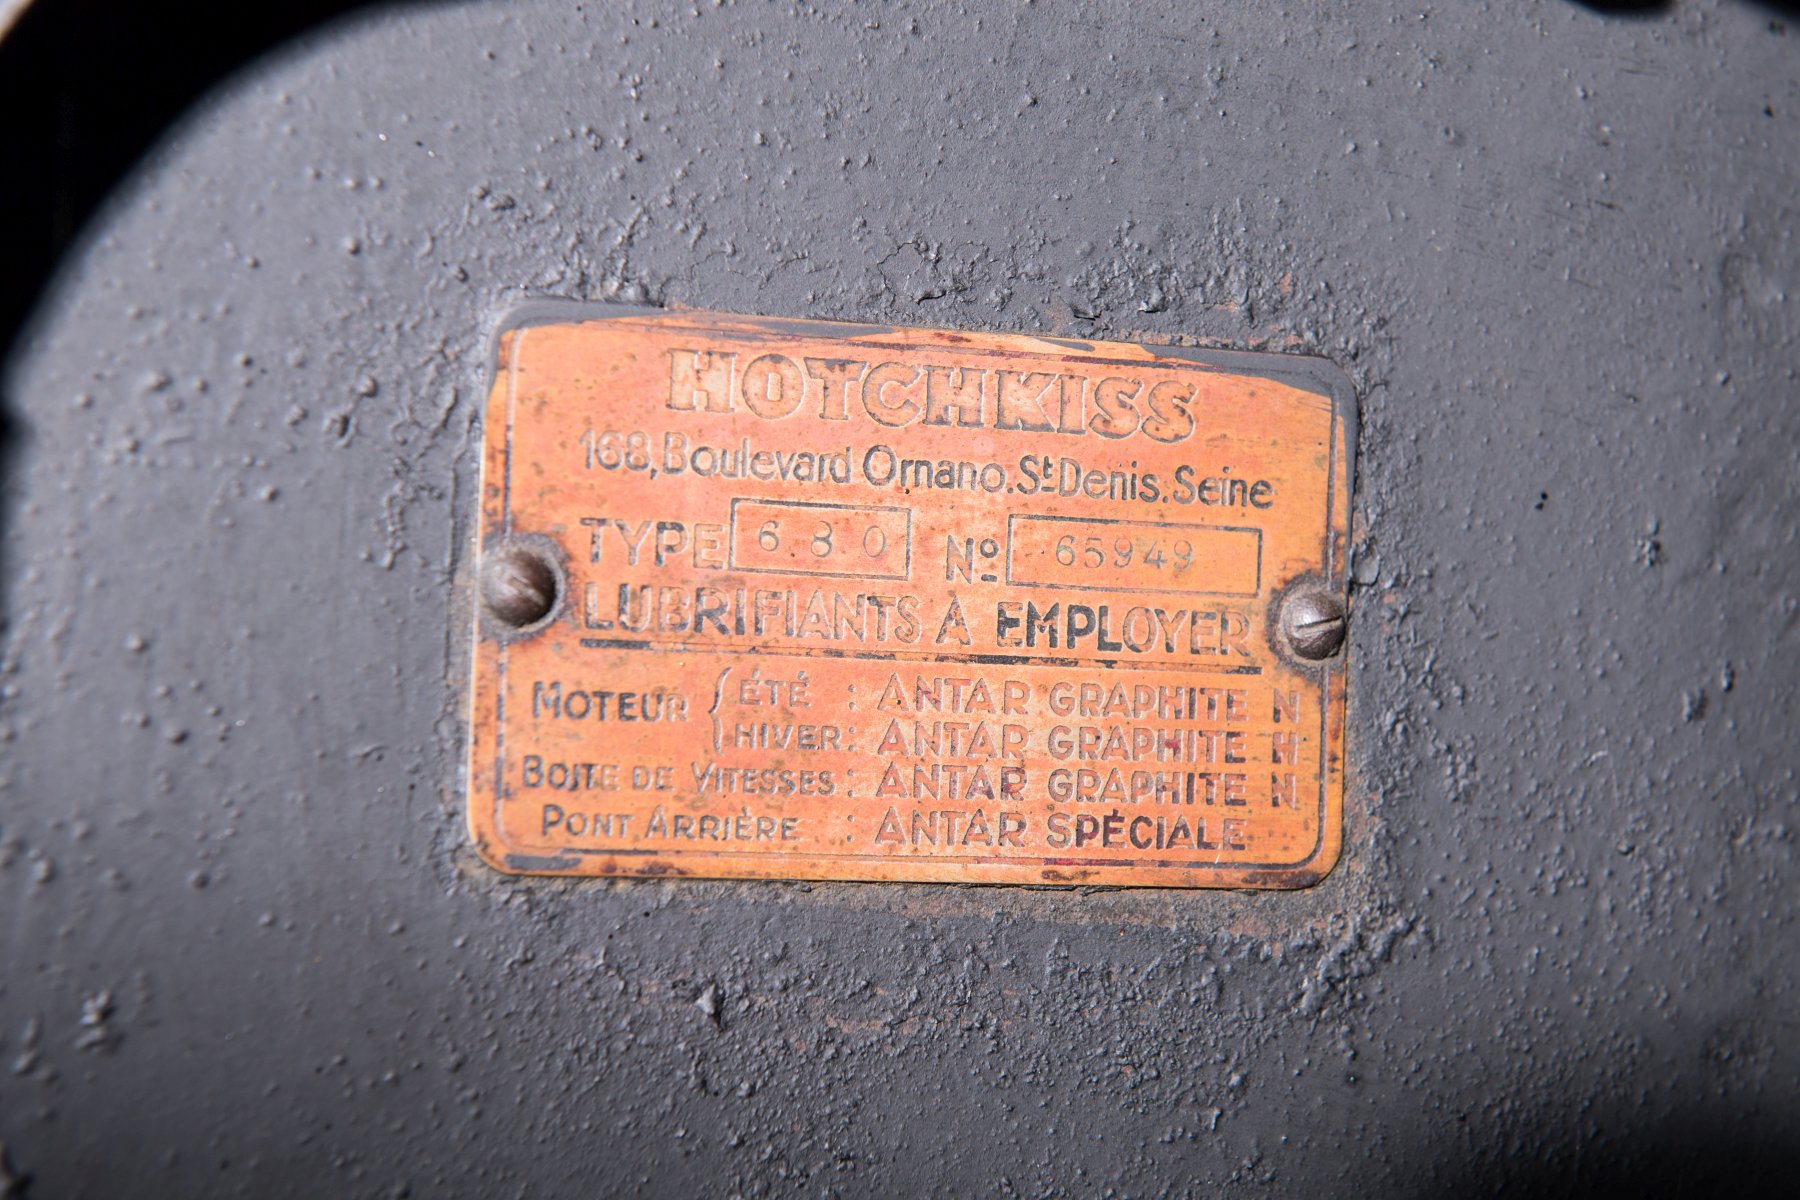 HOTCHKISS
168, Boulevard Ornano. St Denis. Seine
TYPE 680 No 65949
LUBRIFIANTS A EMPLOYER
MOTEUR { ÉTÉ : ANTAR GRAPHITE N
HIVER : ANTAR GRAPHITE H
BOITE DE VITESSES : ANTAR GRAPHITE N
PONT ARRIÈRE : ANTAR SPÉCIALE